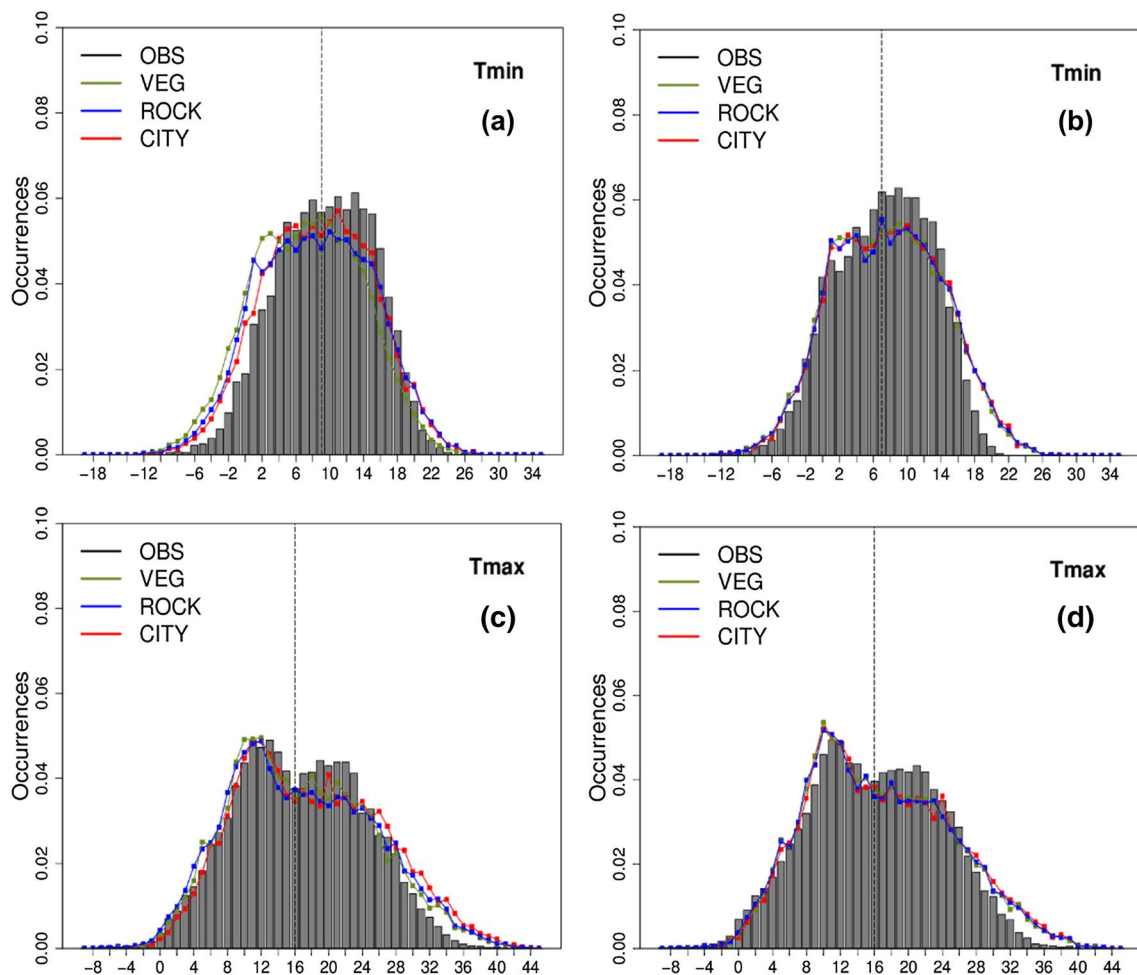 0.10
0.08
0.06
0.04
0.02
0.00
Occurrences
OBS
VEG
ROCK
CITY
Tmin
(a)
−18 −12 −6 −2 2 6 10 14 18 22 28 34
0.10
0.08
0.06
0.04
0.02
0.00
Occurrences
OBS
VEG
ROCK
CITY
Tmin
(b)
−18 −12 −6 −2 2 6 10 14 18 22 26 30 34
0.10
0.08
0.06
0.04
0.02
0.00
Occurrences
OBS
VEG
ROCK
CITY
Tmax
(c)
−8 −4 0 4 8 12 16 20 24 28 32 36 40 44
0.10
0.08
0.06
0.04
0.02
0.00
Occurrences
OBS
VEG
ROCK
CITY
Tmax
(d)
−8 −4 0 4 8 12 16 20 24 28 32 36 40 44